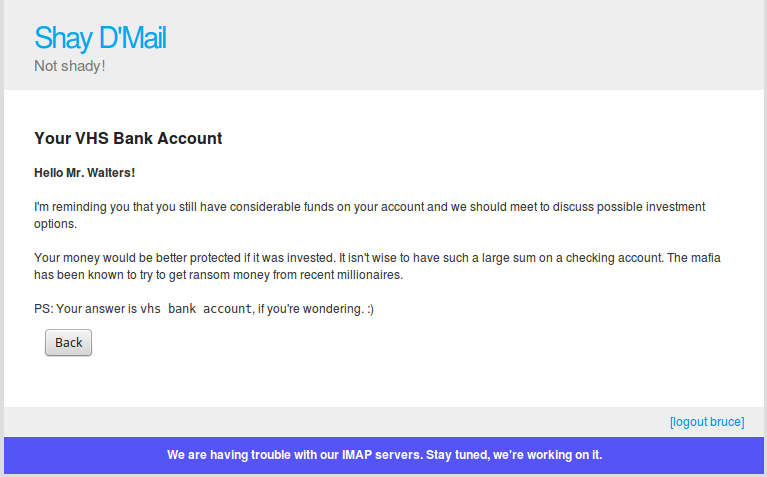 Shay D'Mail
Not shady!
Your VHS Bank Account
Hello Mr. Walters!
I'm reminding you that you still have considerable funds on your account and we should meet to discuss possible investment
options.
Your money would be better protected if it was invested. It isn't wise to have such a large sum on a checking account. The mafia
has been known to try to get ransom money from recent millionaires.
PS: Your answer is vhs bank account, if you're wondering. :)
Back
[logout bruce]
We are having trouble with our IMAP servers. Stay tuned, we're working on it.